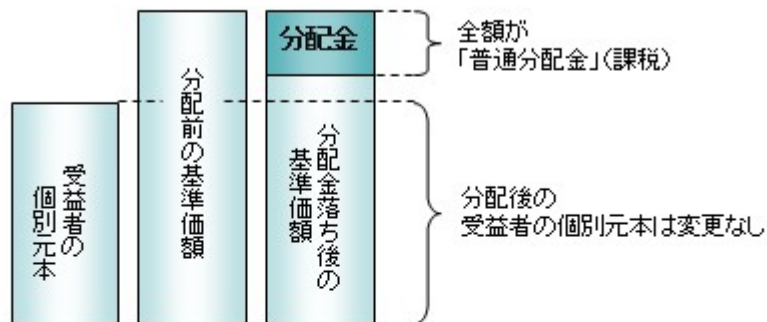 受益者の
個別元本
分配前の基準価額
分配金
分配金落ち後の
基準価額
全額が
「普通分配金」(課税)
分配後の
受益者の個別元本は変更なし